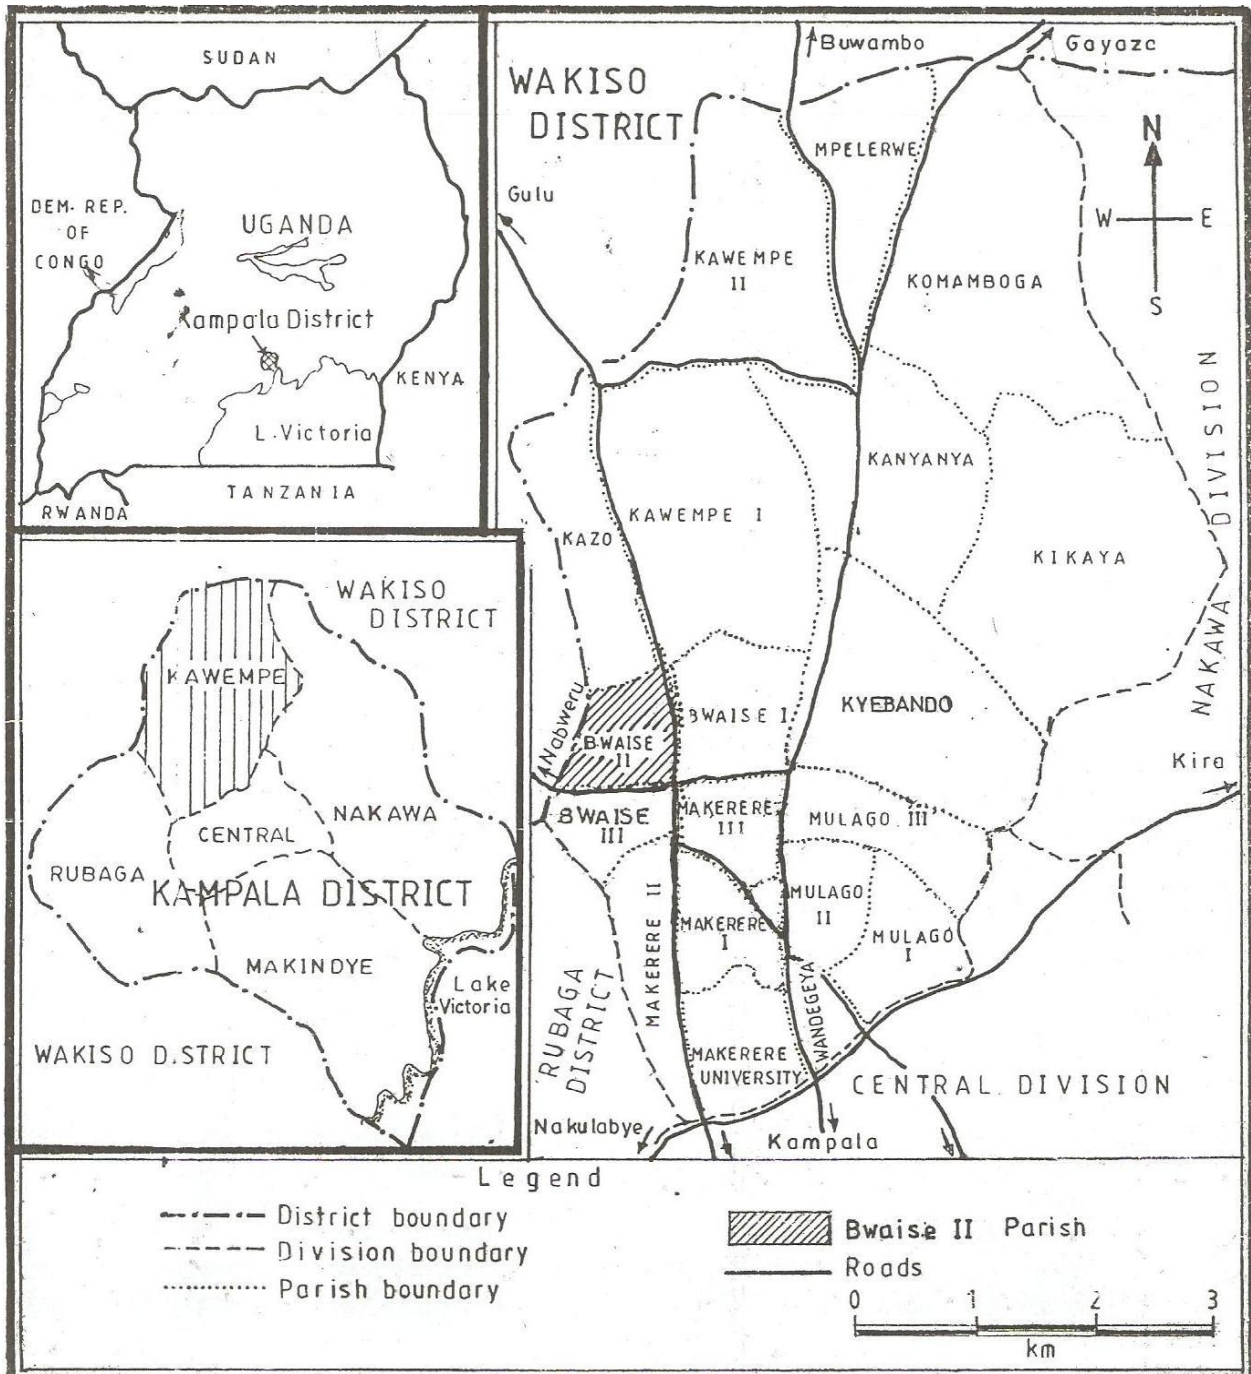 SUDAN
DEM. REP.
OF
CONGO
UGANDA
Kampala District
KENYA
L. Victoria
TANZANIA
RWANDA
WAKISO
DISTRICT
KAWEMPE
NAKAWA
CENTRAL
RUBAGA
KAMPALA DISTRICT
MAKINDYE
Lake
Victoria
WAKISO D.STRICT
Buwambo
Gayaza
WAKISO
DISTRICT
MPELERWE
N
W
E
S
Gulu
KAWEMPE
II
KOMAMBOGA
KANYANYA
KAWEMPE I
KAZO
KIKAYA
NAKAWA DIVISION
Nabweru
BWAISE I
KYEBANDO
BWAISE
II
Kira
BWAISE
III
MAKERERE
III
MULAGO III
MAKERERE II
MULAGO
II
MAKERERE
I
MULAGO
I
RUBAGA
DISTRICT
WANDEGEYA
MAKERERE
UNIVERSITY
CENTRAL DIVISION
Nakulabye
Kampala
Legend
District boundary
Division boundary
Parish boundary
Bwaise II Parish
Roads
0 1 2 3
km